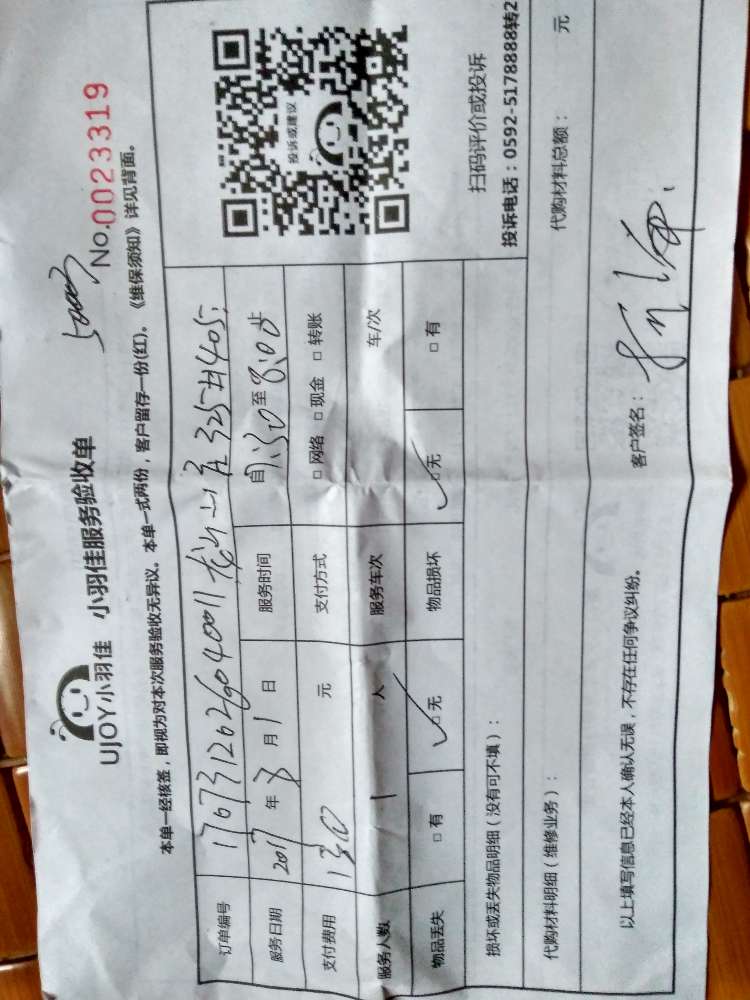 UJOY小羽佳 小羽佳服务验收单
No.0023319
本单一经核签，即视为对本次服务验收无异议。本单一式两份，客户留存一份(红)。《维保须知》详见背面。
订单编号
服务日期 2017 年 8 月 1 日 服务时间 自 7:30 至 8:00 止
支付费用 130 元 支付方式 □ 网络 □ 现金 □ 转账
服务人数 1 人 服务车次 车/次
物品丢失 □ 有 □ 无 物品损坏 □ 无 □ 有
损坏或丢失物品明细（没有可不填）：
代购材料明细（维修业务）：
代购材料总额： 元
以上填写信息已经本人确认无误，不存在任何争议纠纷。
客户签名：
投诉或建议
扫码评价或投诉
投诉电话：0592-5178888转2